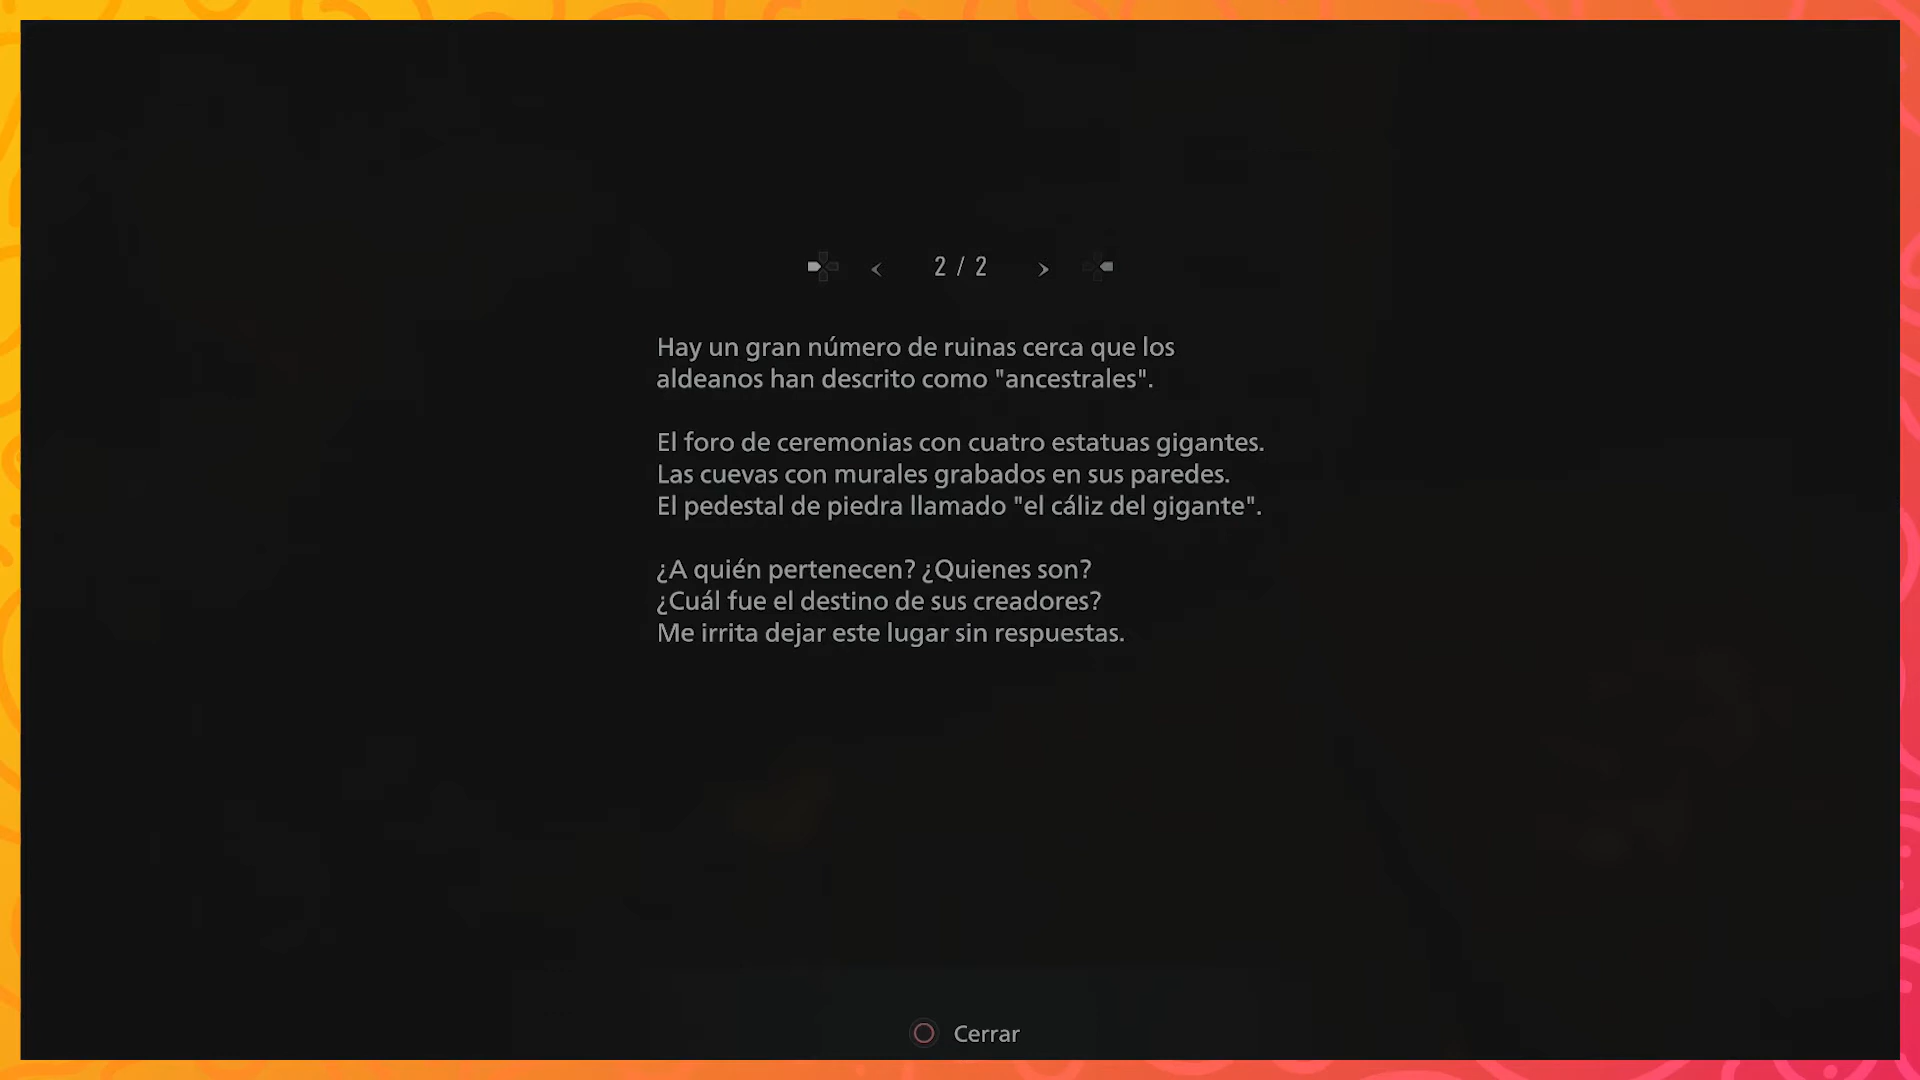 2 / 2
Hay un gran número de ruinas cerca que los
aldeanos han descrito como "ancestrales".
El foro de ceremonias con cuatro estatuas gigantes.
Las cuevas con murales grabados en sus paredes.
El pedestal de piedra llamado "el cáliz del gigante".
¿A quién pertenecen? ¿Quienes son?
¿Cuál fue el destino de sus creadores?
Me irrita dejar este lugar sin respuestas.
Cerrar